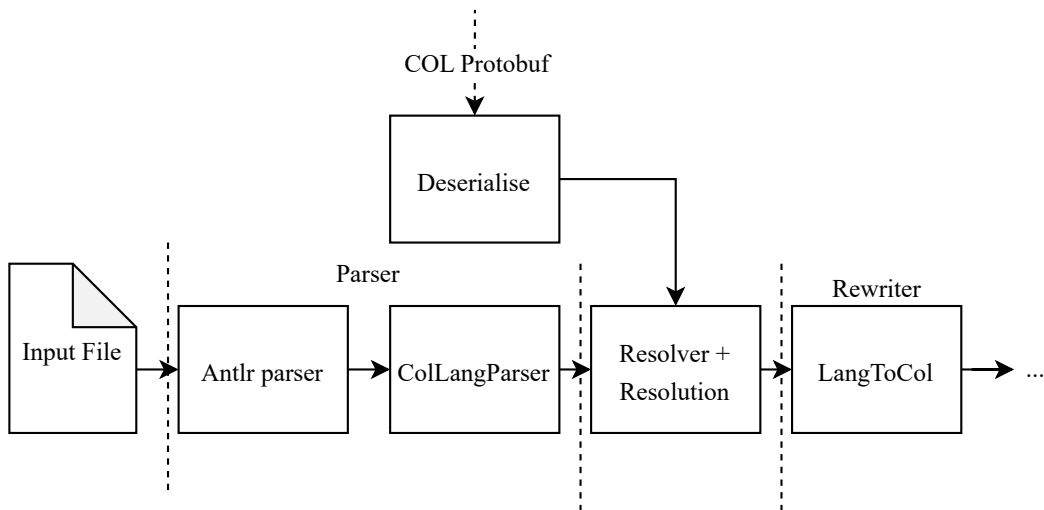 COL Protobuf
Deserialise
Parser
Rewriter
Input File
Antlr parser
ColLangParser
Resolver +
Resolution
LangToCol
...